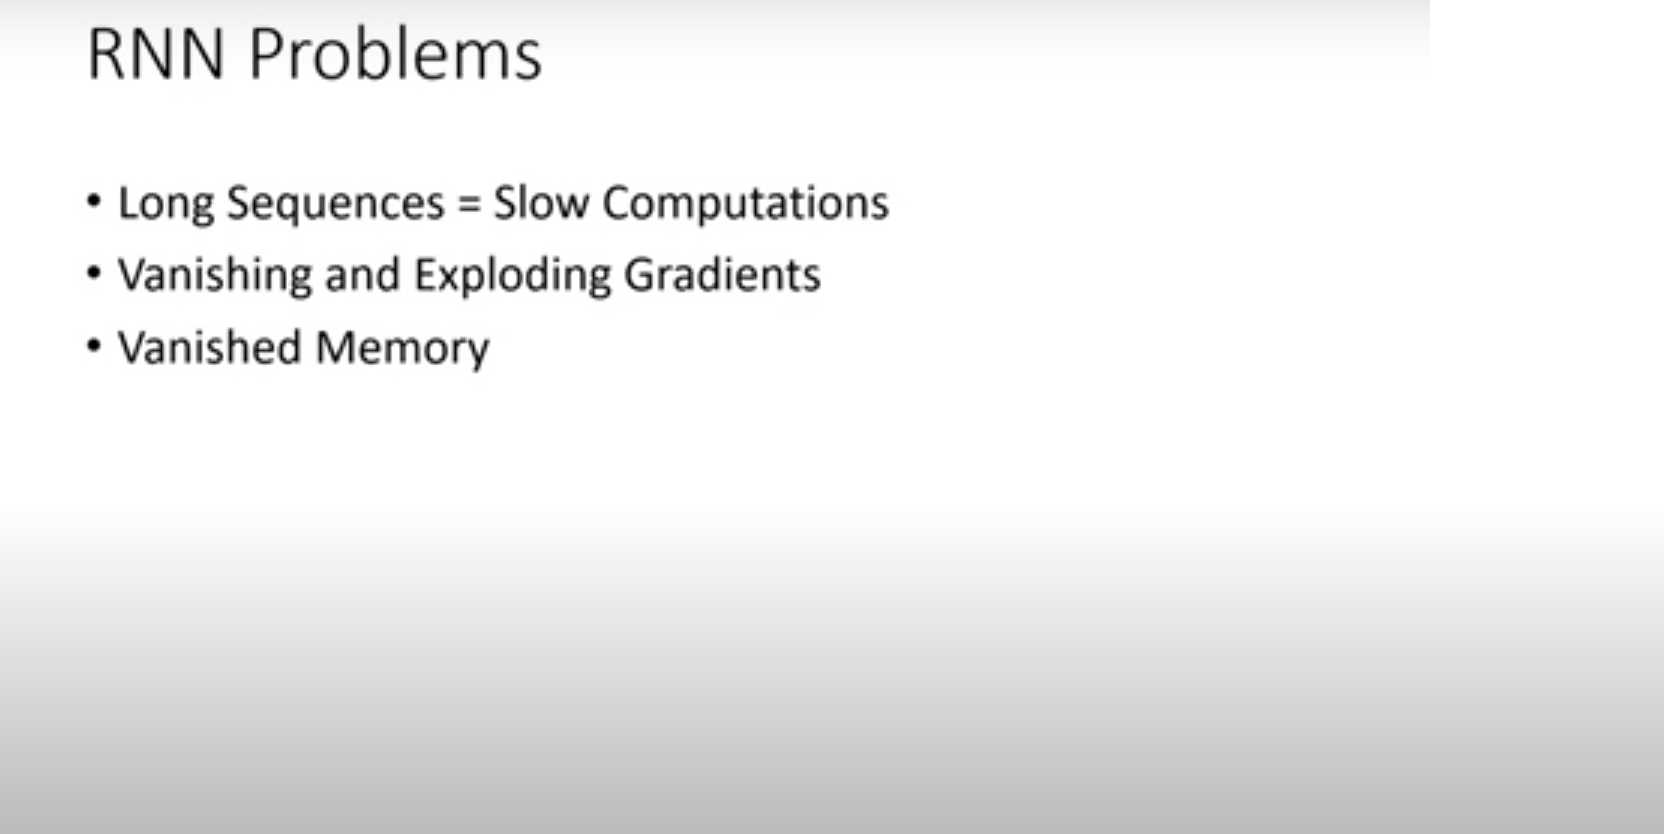 RNN Problems
• Long Sequences = Slow Computations
• Vanishing and Exploding Gradients
• Vanished Memory